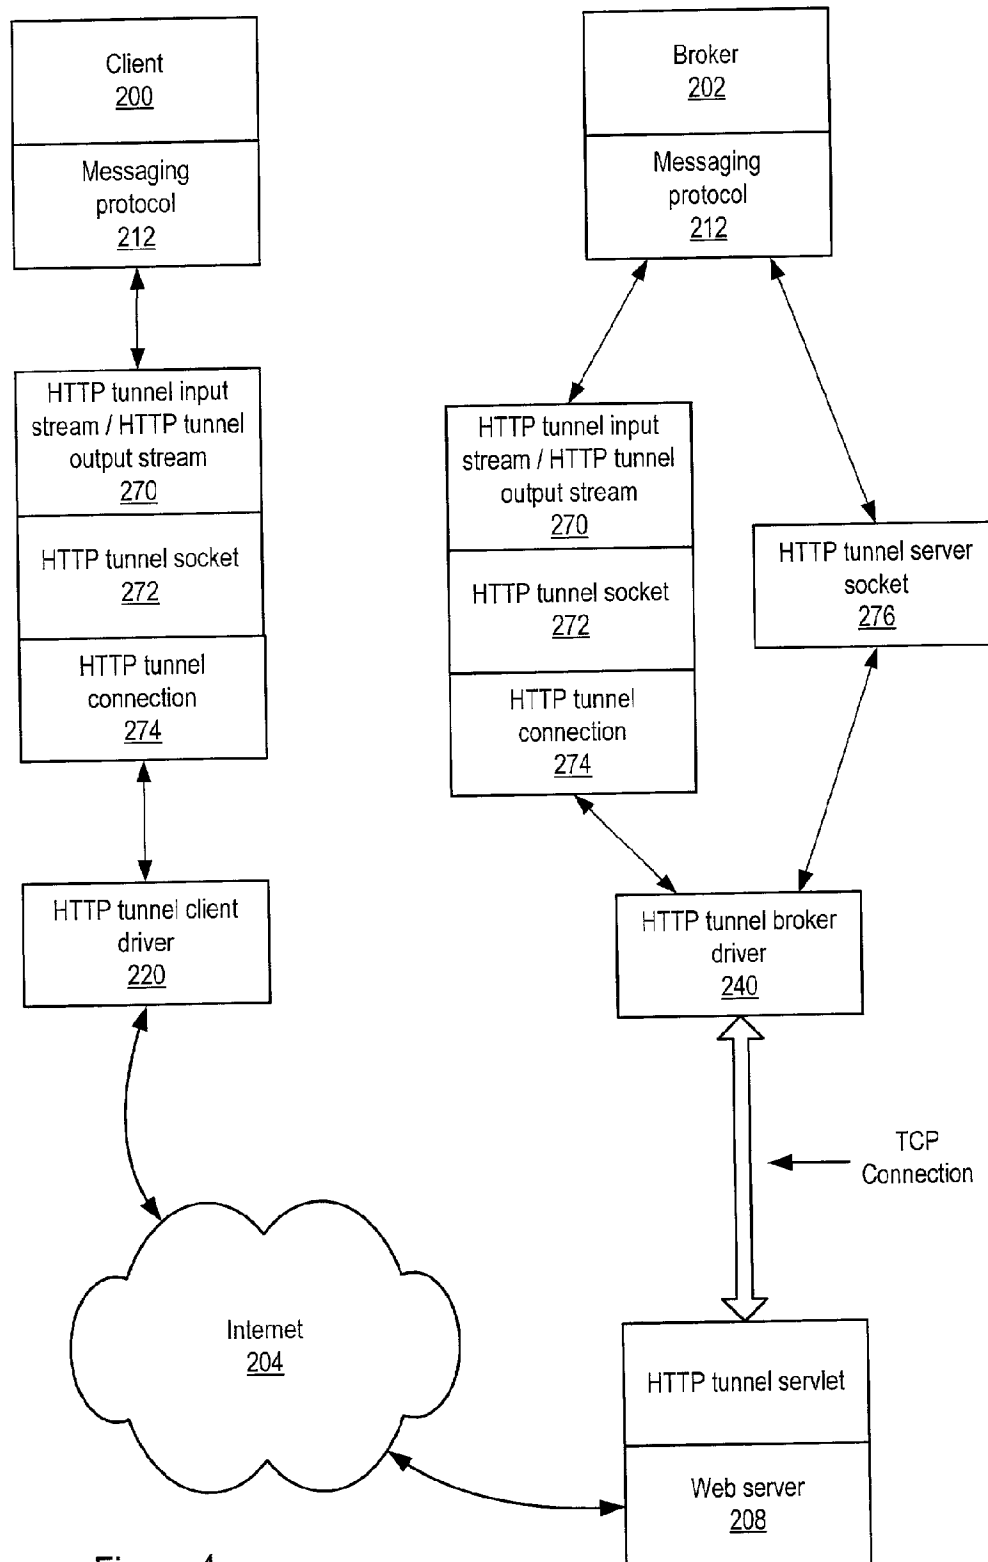 Client
200
Messaging
protocol
212
Broker
202
Messaging
protocol
212
HTTP tunnel input
stream / HTTP tunnel
output stream
270
HTTP tunnel socket
272
HTTP tunnel
connection
274
HTTP tunnel input
stream / HTTP tunnel
output stream
270
HTTP tunnel socket
272
HTTP tunnel
connection
274
HTTP tunnel server
socket
276
HTTP tunnel client
driver
220
HTTP tunnel broker
driver
240
TCP
Connection
Internet
204
HTTP tunnel servlet
Web server
208
Figure 4